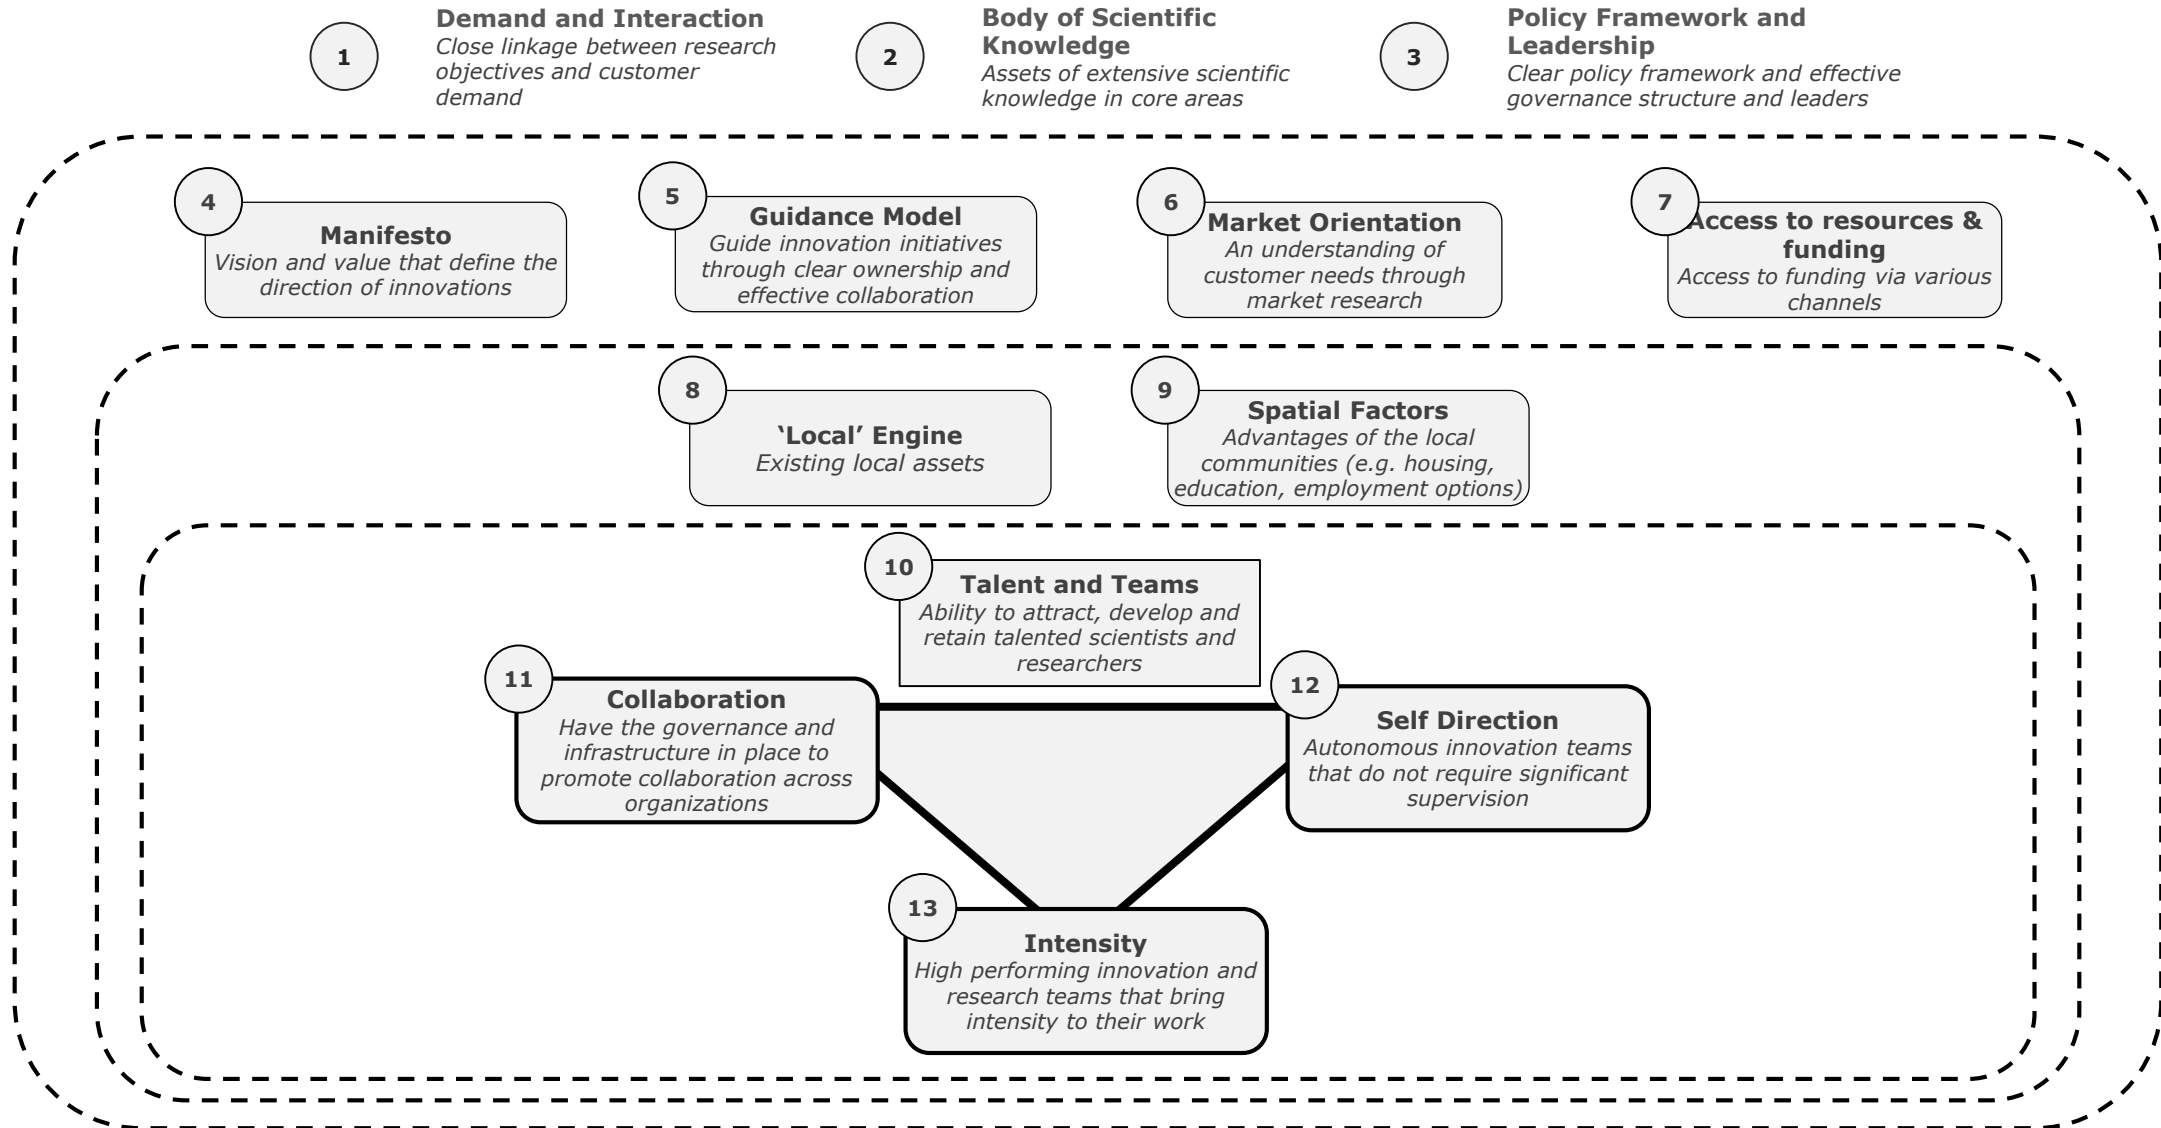 1
Demand and Interaction
Close linkage between research
objectives and customer
demand
2
Body of Scientific
Knowledge
Assets of extensive scientific
knowledge in core areas
3
Policy Framework and
Leadership
Clear policy framework and effective
governance structure and leaders
4
Manifesto
Vision and value that define the
direction of innovations
5
Guidance Model
Guide innovation initiatives
through clear ownership and
effective collaboration
6
Market Orientation
An understanding of
customer needs through
market research
7
Access to resources &
funding
Access to funding via various
channels
8
‘Local’ Engine
Existing local assets
9
Spatial Factors
Advantages of the local
communities (e.g. housing,
education, employment options)
10
Talent and Teams
Ability to attract, develop and
retain talented scientists and
researchers
11
Collaboration
Have the governance and
infrastructure in place to
promote collaboration across
organizations
12
Self Direction
Autonomous innovation teams
that do not require significant
supervision
13
Intensity
High performing innovation and
research teams that bring
intensity to their work